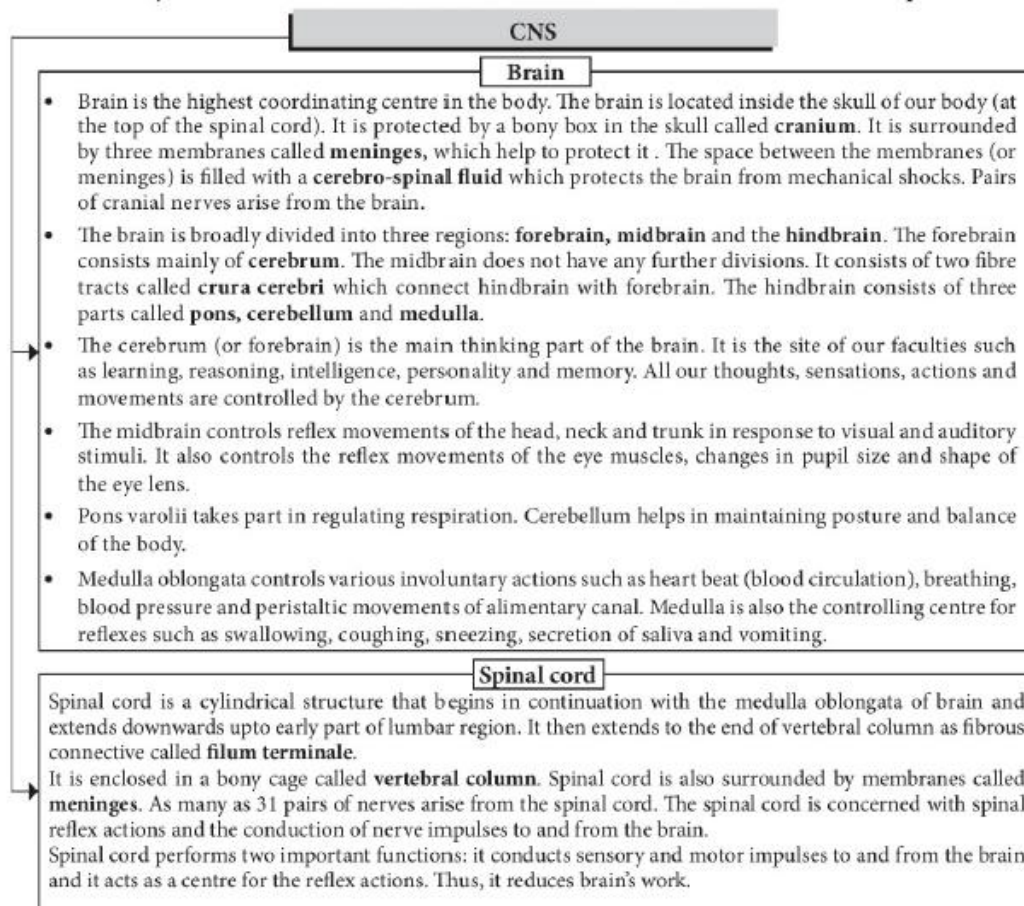 CNS
Brain
• Brain is the highest coordinating centre in the body. The brain is located inside the skull of our body (at
the top of the spinal cord). It is protected by a bony box in the skull called cranium. It is surrounded
by three membranes called meninges, which help to protect it . The space between the membranes (or
meninges) is filled with a cerebro-spinal fluid which protects the brain from mechanical shocks. Pairs
of cranial nerves arise from the brain.
• The brain is broadly divided into three regions: forebrain, midbrain and the hindbrain. The forebrain
consists mainly of cerebrum. The midbrain does not have any further divisions. It consists of two fibre
tracts called crura cerebri which connect hindbrain with forebrain. The hindbrain consists of three
parts called pons, cerebellum and medulla.
• The cerebrum (or forebrain) is the main thinking part of the brain. It is the site of our faculties such
as learning, reasoning, intelligence, personality and memory. All our thoughts, sensations, actions and
movements are controlled by the cerebrum.
• The midbrain controls reflex movements of the head, neck and trunk in response to visual and auditory
stimuli. It also controls the reflex movements of the eye muscles, changes in pupil size and shape of
the eye lens.
• Pons varolii takes part in regulating respiration. Cerebellum helps in maintaining posture and balance
of the body.
• Medulla oblongata controls various involuntary actions such as heart beat (blood circulation), breathing,
blood pressure and peristaltic movements of alimentary canal. Medulla is also the controlling centre for
reflexes such as swallowing, coughing, sneezing, secretion of saliva and vomiting.
Spinal cord
Spinal cord is a cylindrical structure that begins in continuation with the medulla oblongata of brain and
extends downwards upto early part of lumbar region. It then extends to the end of vertebral column as fibrous
connective called filum terminale.
It is enclosed in a bony cage called vertebral column. Spinal cord is also surrounded by membranes called
meninges. As many as 31 pairs of nerves arise from the spinal cord. The spinal cord is concerned with spinal
reflex actions and the conduction of nerve impulses to and from the brain.
Spinal cord performs two important functions: it conducts sensory and motor impulses to and from the brain
and it acts as a centre for the reflex actions. Thus, it reduces brain's work.